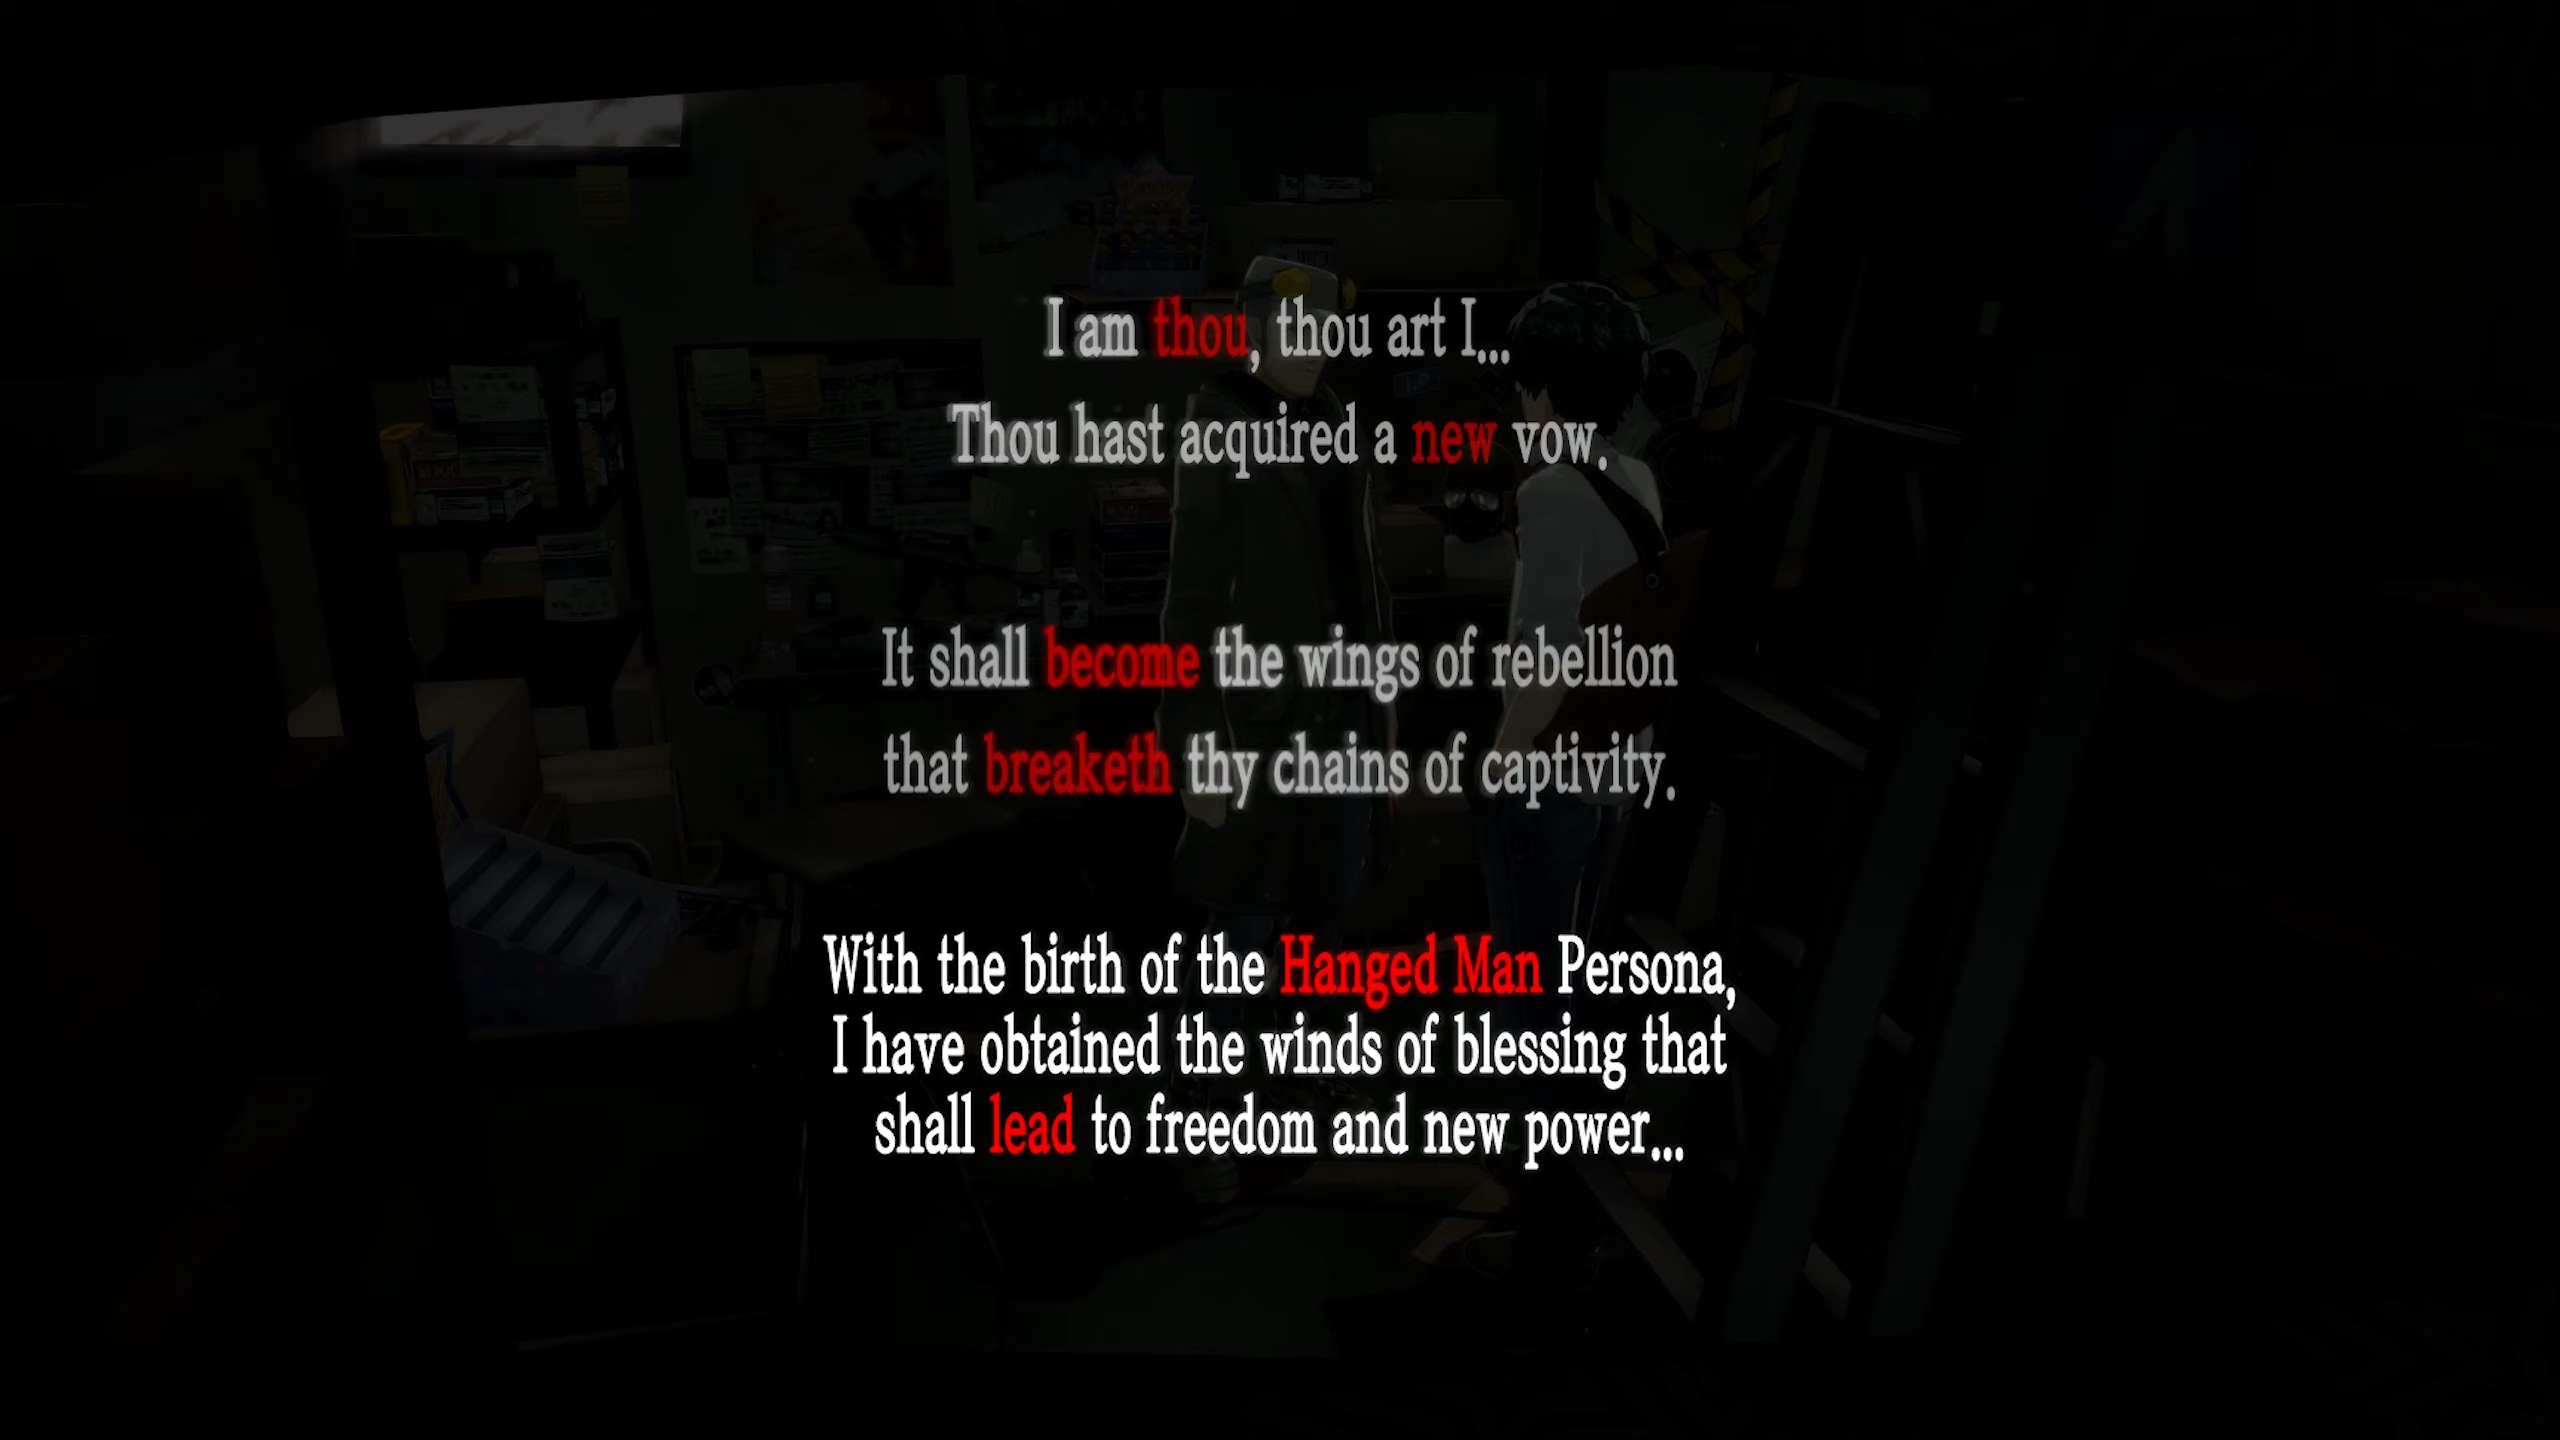 I am thou, thou art I...
Thou hast acquired a new vow.
It shall become the wings of rebellion
that breaketh thy chains of captivity.
With the birth of the Hanged Man Persona,
I have obtained the winds of blessing that
shall lead to freedom and new power...